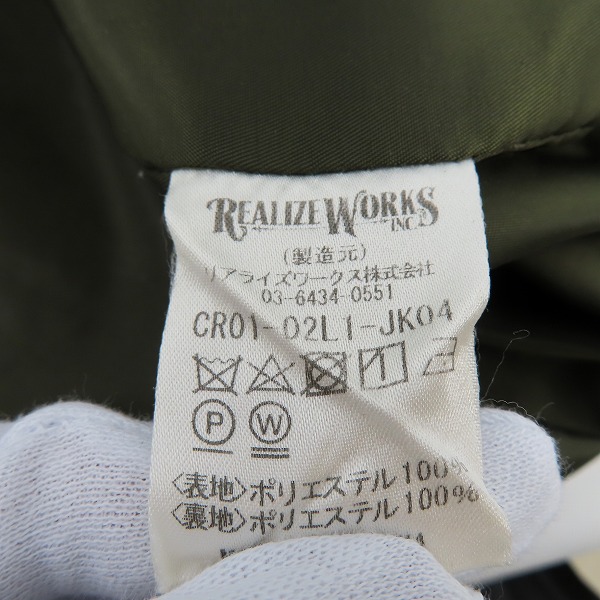 REALIZE WORKS
INC.
(製造元)
リアライズワークス株式会社
03-6434-0551
CR01-02L1-JK04
P W
〈表地〉ポリエステル100%
〈裏地〉ポリエステル100%